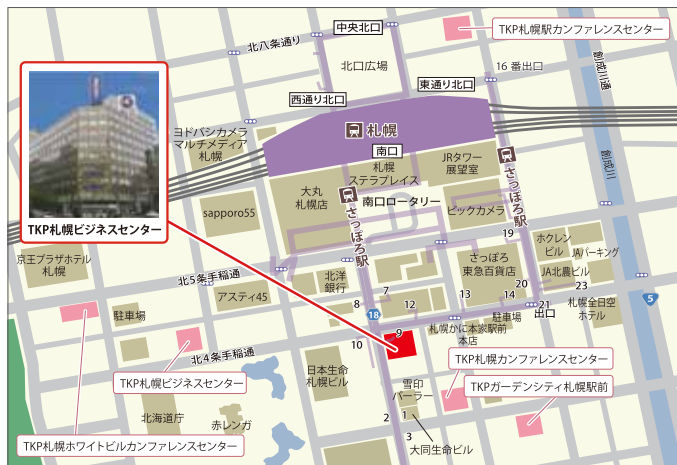 中央北口
TKP札幌駅カンファレンスセンター
北八条通り
北口広場
16 番出口
創成川通
西通り北口
東通り北口
ヨドバシカメラ
マルチメディア
札幌
札幌
南口
札幌
ステラプレイス
JRタワー
展望室
さっぽろ駅
創成川
大丸
札幌店
さっぽろ駅
南口ロータリー
ビックカメラ
sapporo55
TKP札幌ビジネスセンター
19
ホクレン
ビル
JAパーキング
京王プラザホテル
札幌
北5条手稲通
北洋
銀行
さっぽろ
東急百貨店
JA北農ビル
アスティ45
7
8
12
13
14
20
21
出口
23
5
駐車場
18
札幌かに本家駅前
本店
駐車場
札幌全日空
ホテル
9
10
北4条手稲通
TKP札幌ビジネスセンター
日本生命
札幌ビル
TKP札幌カンファレンスセンター
雪印
パーラー
TKPガーデンシティ札幌駅前
北海道庁
赤レンガ
1
2
3
大同生命ビル
TKP札幌ホワイトビルカンファレンスセンター